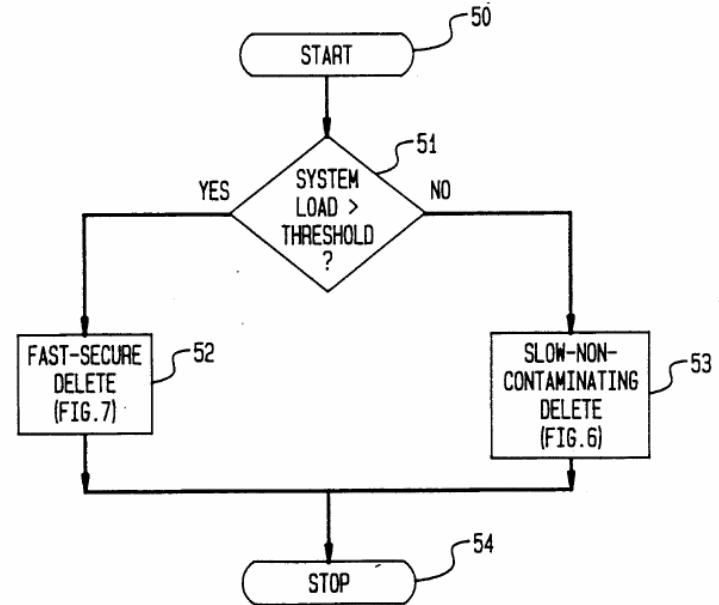 50
START
51
YES
NO
SYSTEM
LOAD >
THRESHOLD
?
FAST-SECURE
DELETE
(FIG.7)
52
SLOW-NON-
CONTAMINATING
DELETE
(FIG.6)
53
54
STOP